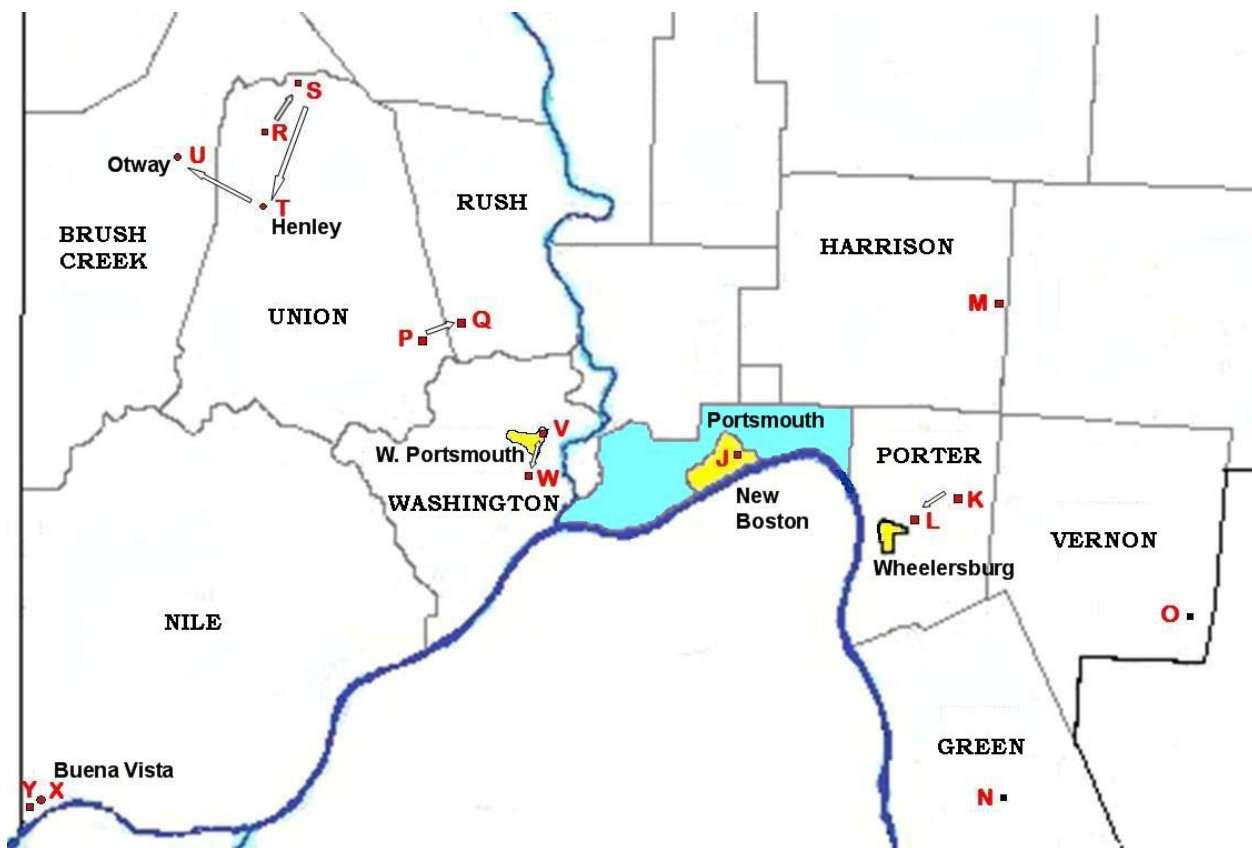 S
R
U
Otway
T
Henley
RUSH
BRUSH
CREEK
HARRISON
M
UNION
P
Q
Portsmouth
V
W. Portsmouth
J
W
WASHINGTON
New
Boston
PORTER
K
L
Wheelersburg
VERNON
NILE
O
GREEN
Buena Vista
Y
X
N